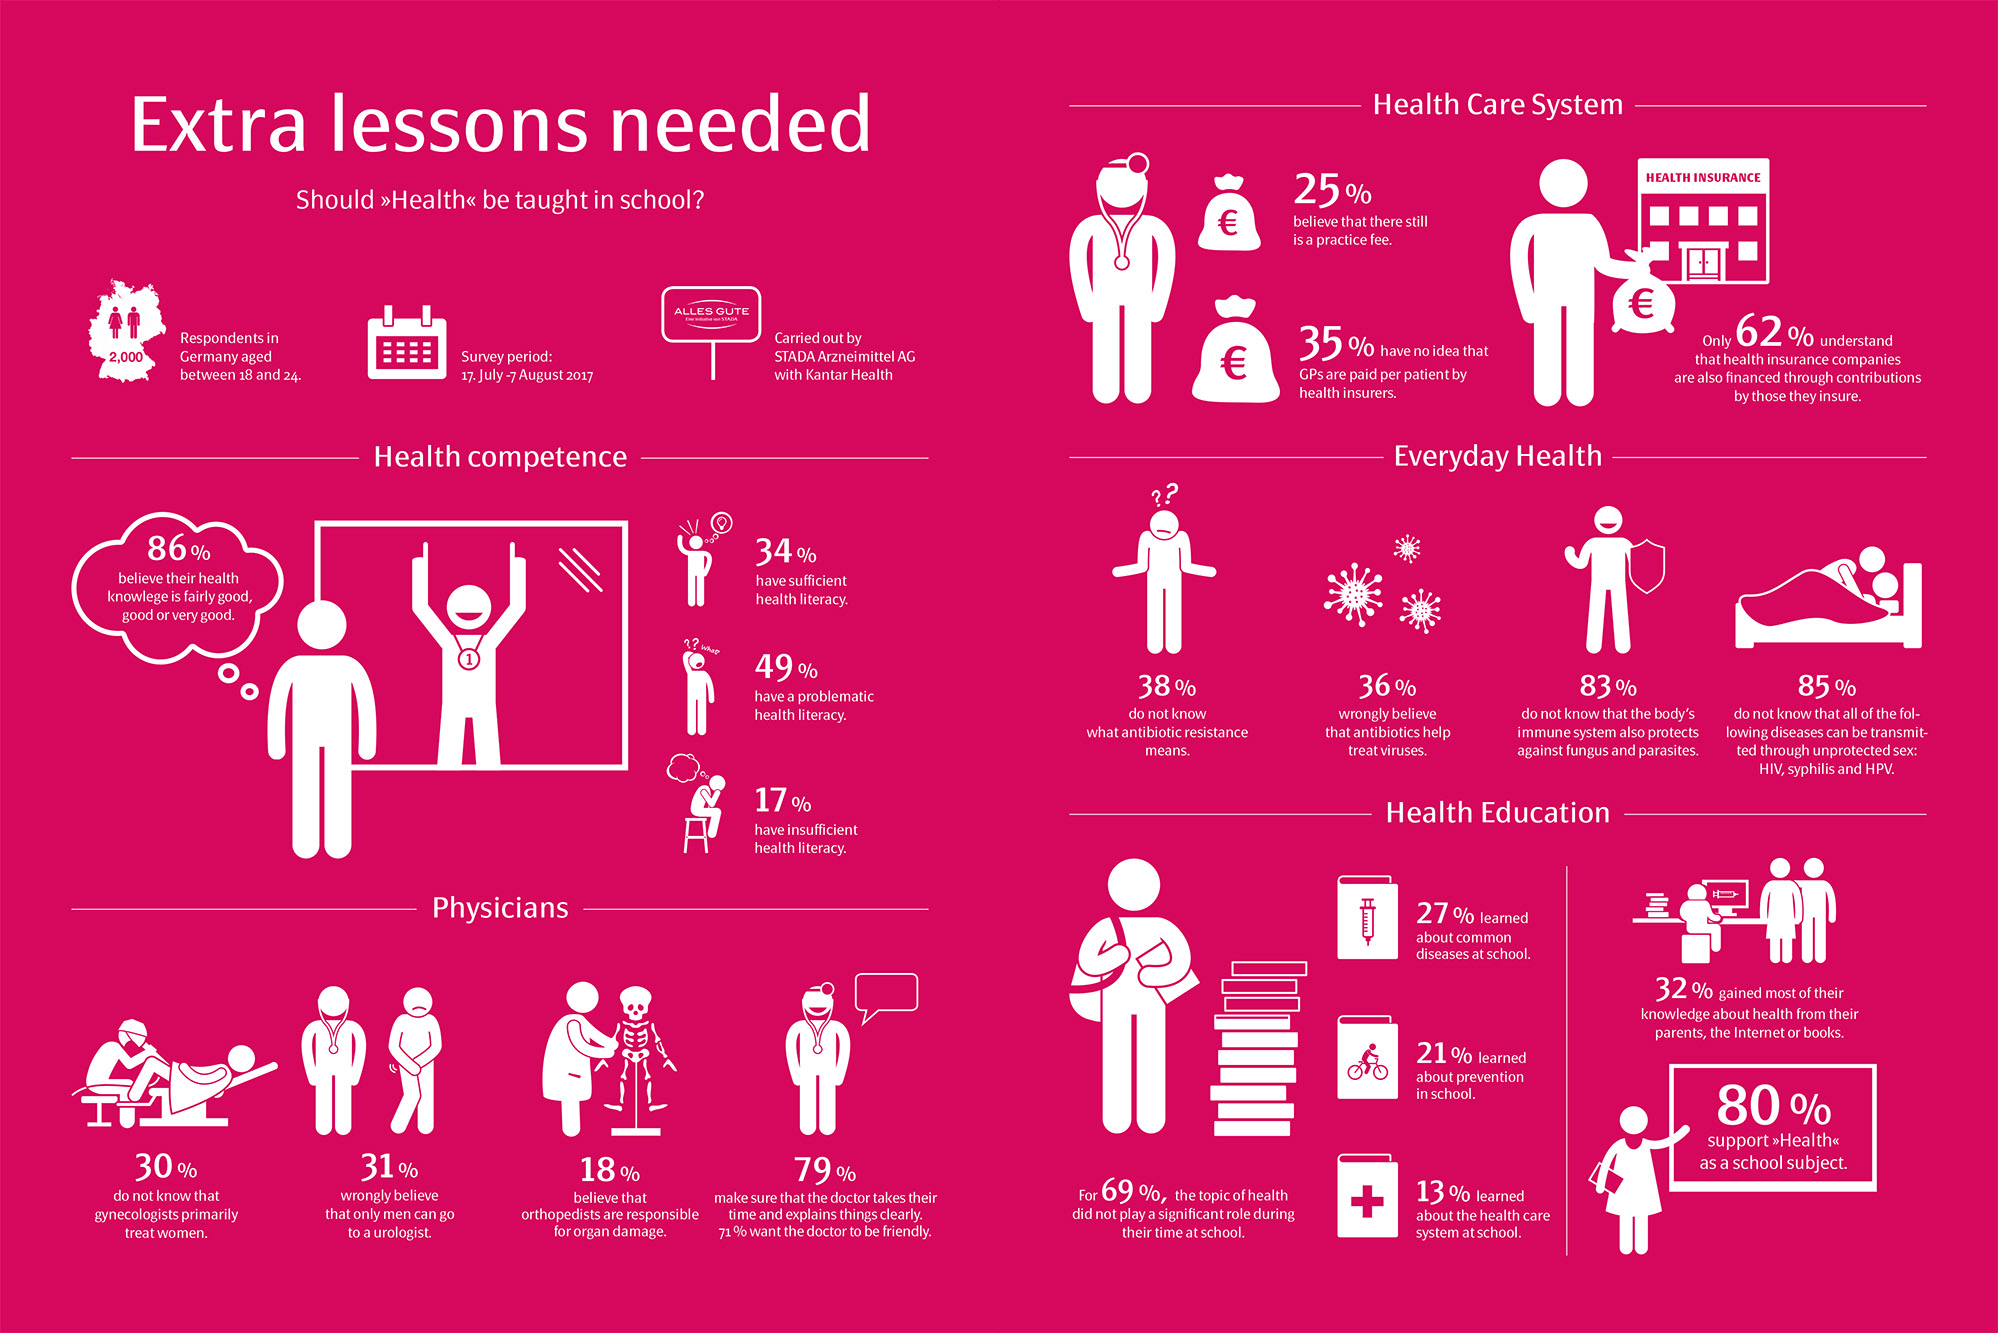 Extra lessons needed
Should »Health« be taught in school?
2,000
Respondents in
Germany aged
between 18 and 24.
Survey period:
17. July -7 August 2017
ALLES GUTE
Eine Initiative von STADA
Carried out by
STADA Arzneimittel AG
with Kantar Health
Health competence
86 %
believe their health
knowlege is fairly good,
good or very good.
1
34 %
have sufficient
health literacy.
? ? What?
49 %
have a problematic
health literacy.
17 %
have insufficient
health literacy.
Physicians
30 %
do not know that
gynecologists primarily
treat women.
31 %
wrongly believe
that only men can go
to a urologist.
18 %
believe that
orthopedists are responsible
for organ damage.
79 %
make sure that the doctor takes their
time and explains things clearly.
71 % want the doctor to be friendly.
Health Care System
€
25 %
believe that there still
is a practice fee.
€
35 % have no idea that
GPs are paid per patient by
health insurers.
HEALTH INSURANCE
€
Only 62 % understand
that health insurance companies
are also financed through contributions
by those they insure.
Everyday Health
??
38 %
do not know
what antibiotic resistance
means.
36 %
wrongly believe
that antibiotics help
treat viruses.
83 %
do not know that the body's
immune system also protects
against fungus and parasites.
85 %
do not know that all of the fol-
lowing diseases can be transmit-
ted through unprotected sex:
HIV, syphilis and HPV.
Health Education
For 69 %, the topic of health
did not play a significant role during
their time at school.
27 % learned
about common
diseases at school.
21 % learned
about prevention
in school.
13 % learned
about the health care
system at school.
32 % gained most of their
knowledge about health from their
parents, the Internet or books.
80 %
support »Health«
as a school subject.